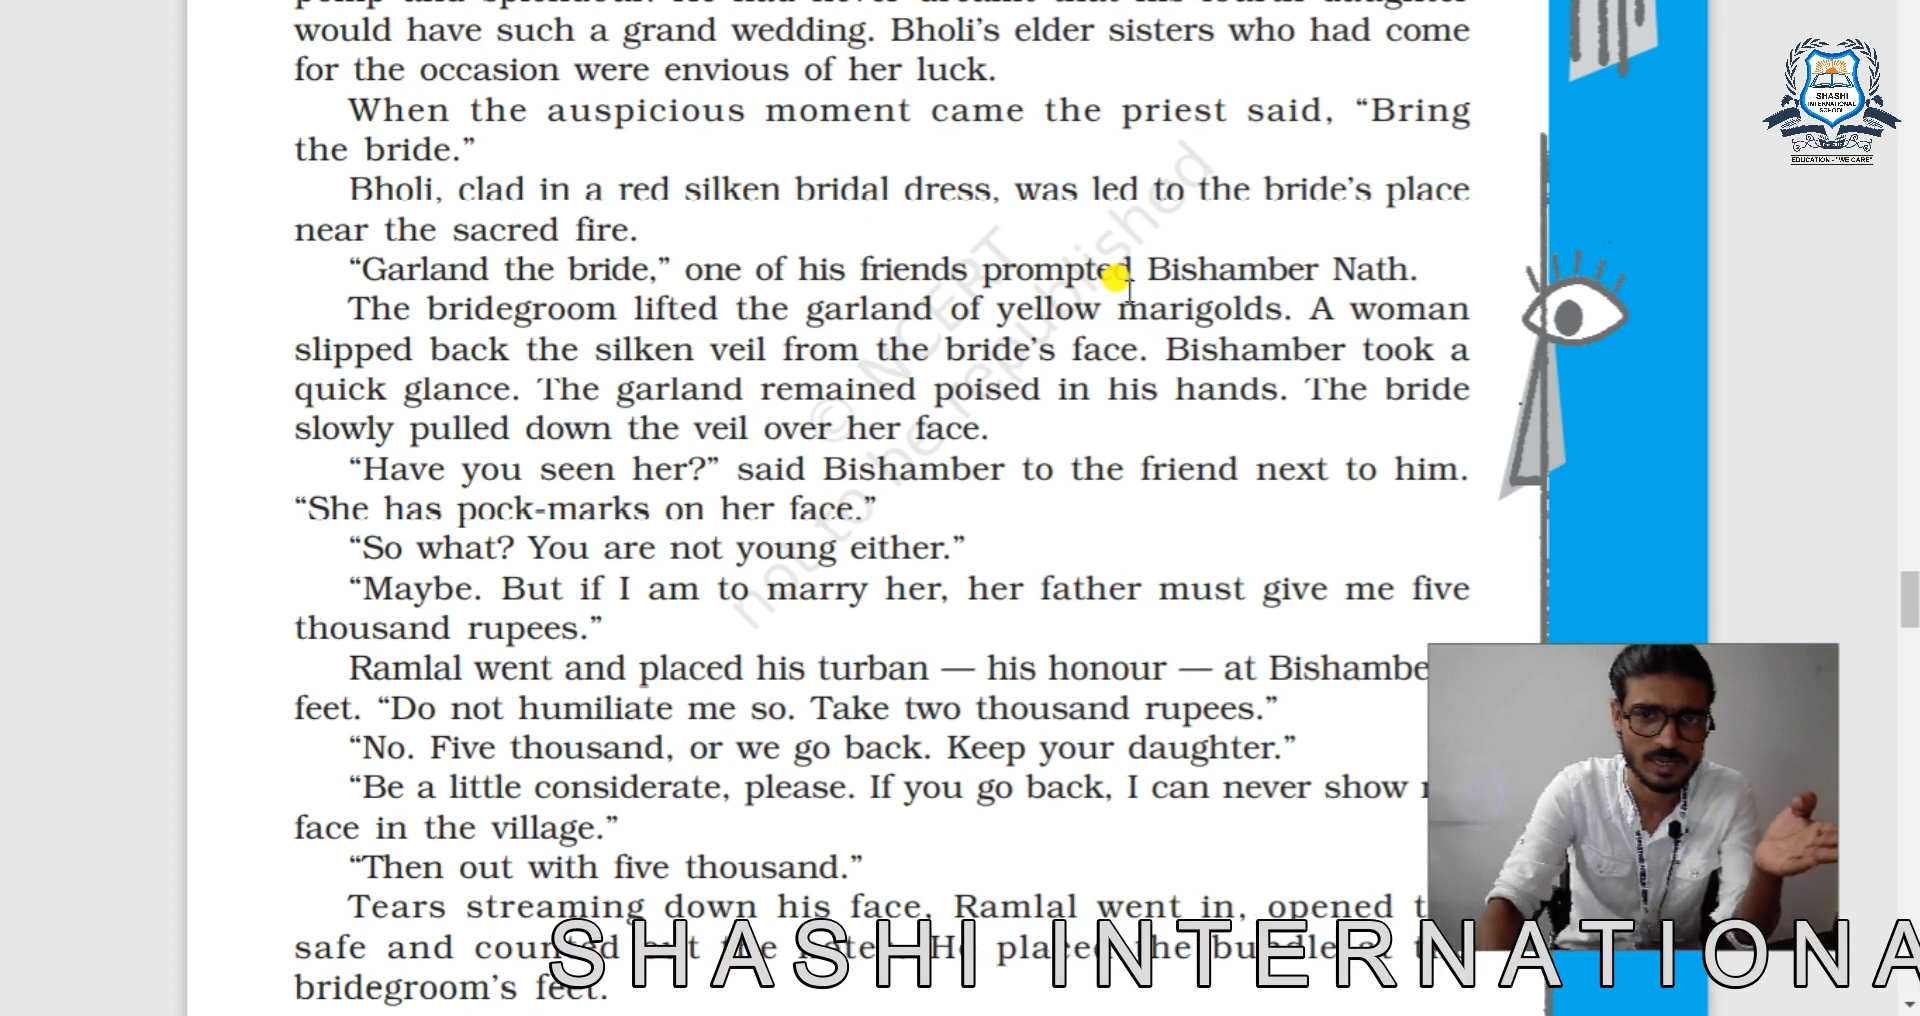 would have such a grand wedding. Bholi's elder sisters who had come
for the occasion were envious of her luck.
When the auspicious moment came the priest said, “Bring
the bride.”
Bholi, clad in a red silken bridal dress, was led to the bride's place
near the sacred fire.
“Garland the bride,” one of his friends prompted Bishamber Nath.
The bridegroom lifted the garland of yellow marigolds. A woman
slipped back the silken veil from the bride's face. Bishamber took a
quick glance. The garland remained poised in his hands. The bride
slowly pulled down the veil over her face.
“Have you seen her?” said Bishamber to the friend next to him.
“She has pock-marks on her face.”
“So what? You are not young either.”
“Maybe. But if I am to marry her, her father must give me five
thousand rupees.”
Ramlal went and placed his turban — his honour — at Bishambe
feet. “Do not humiliate me so. Take two thousand rupees.”
“No. Five thousand, or we go back. Keep your daughter.”
“Be a little considerate, please. If you go back, I can never show
face in the village.”
“Then out with five thousand.”
Tears streaming down his face, Ramlal went in, opened
safe and counted
bridegroom's feet.
© NCERT
not to be republished
SHASHI
INTERNATIONAL
SCHOOL
EDUCATION - "WE CARE"
SHASHI INTERNATIONA